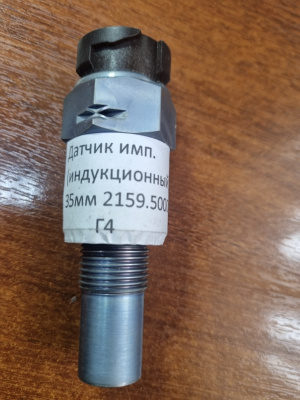 Датчик имп.
(индукционный
35мм 2159.500
Г4